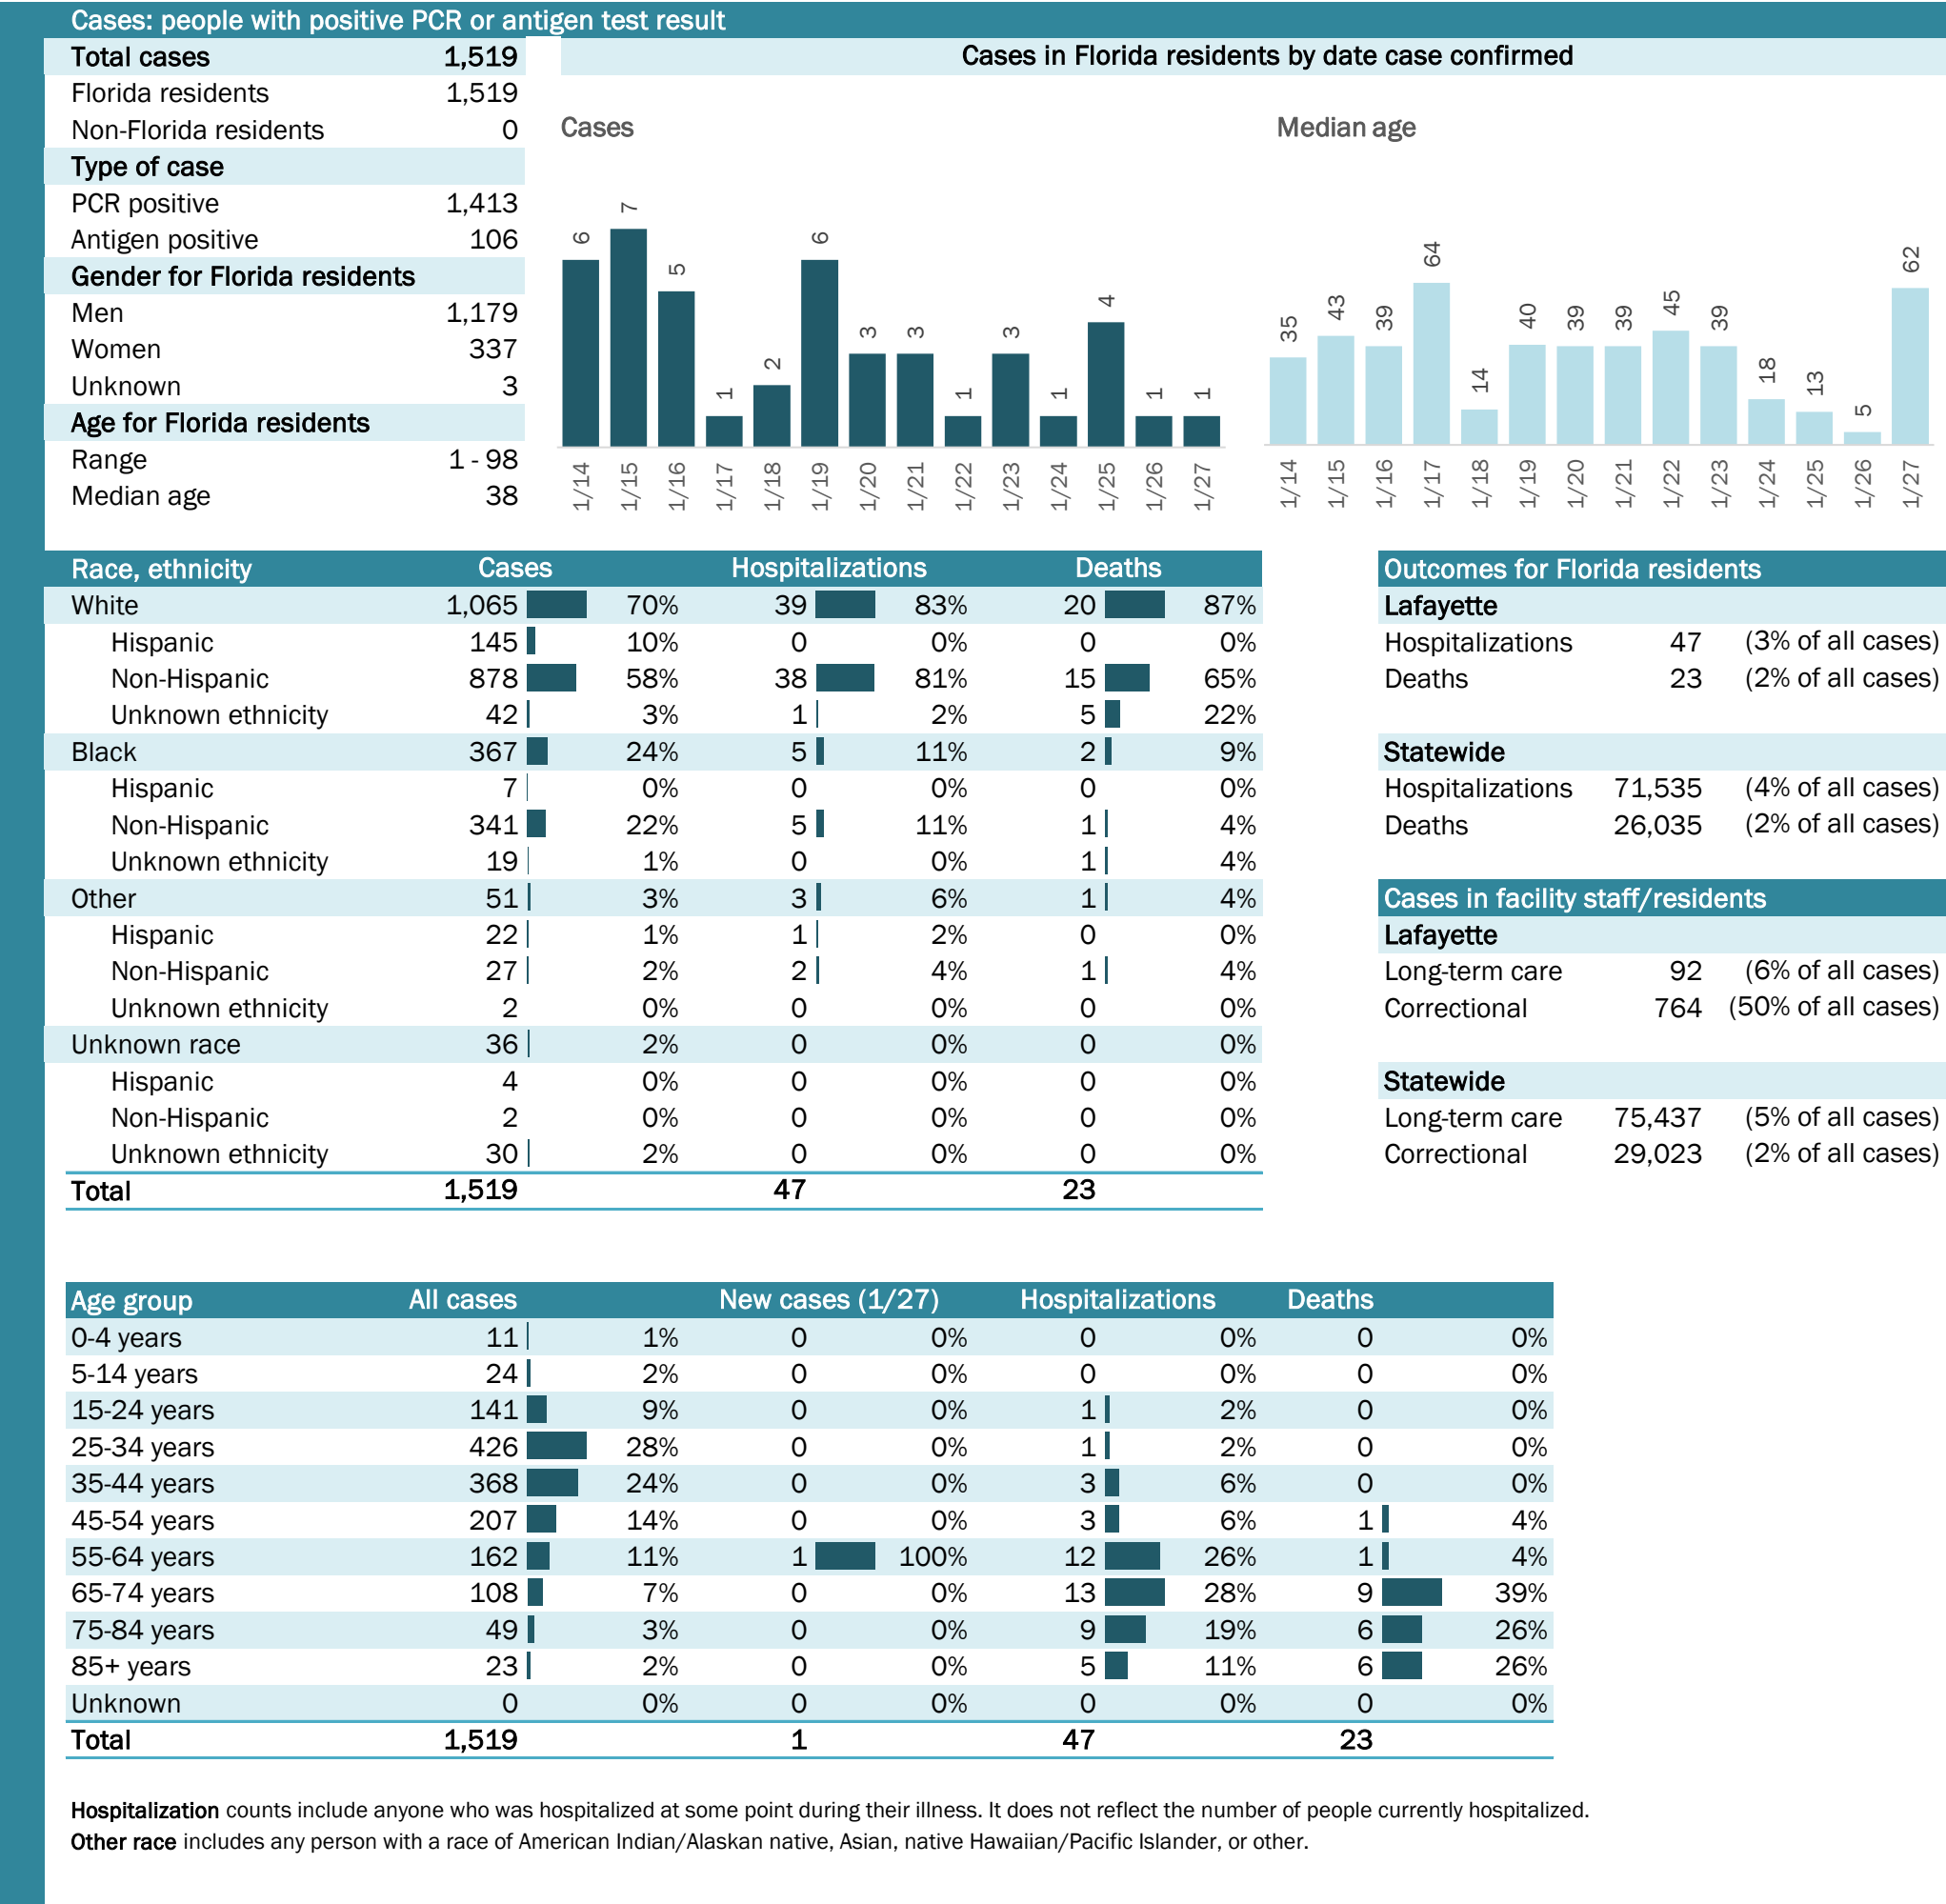 Cases: people with positive PCR or antigen test result
Total cases 1,519
Florida residents 1,519
Non-Florida residents 0
Type of case
PCR positive 1,413
Antigen positive 106
Gender for Florida residents
Men 1,179
Women 337
Unknown 3
Age for Florida residents
Range 1 - 98
Median age 38
Cases in Florida residents by date case confirmed
Cases
6 7 5 1 2 6 3 3 1 3 1 4 1 1
1/14 1/15 1/16 1/17 1/18 1/19 1/20 1/21 1/22 1/23 1/24 1/25 1/26 1/27
Median age
35 43 39 64 14 40 39 39 45 39 18 13 5 62
1/14 1/15 1/16 1/17 1/18 1/19 1/20 1/21 1/22 1/23 1/24 1/25 1/26 1/27
Race, ethnicity Cases Hospitalizations Deaths
White 1,065 70% 39 83% 20 87%
Hispanic 145 10% 0 0% 0 0%
Non-Hispanic 878 58% 38 81% 15 65%
Unknown ethnicity 42 3% 1 2% 5 22%
Black 367 24% 5 11% 2 9%
Hispanic 7 0% 0 0% 0 0%
Non-Hispanic 341 22% 5 11% 1 4%
Unknown ethnicity 19 1% 0 0% 1 4%
Other 51 3% 3 6% 1 4%
Hispanic 22 1% 1 2% 0 0%
Non-Hispanic 27 2% 2 4% 1 4%
Unknown ethnicity 2 0% 0 0% 0 0%
Unknown race 36 2% 0 0% 0 0%
Hispanic 4 0% 0 0% 0 0%
Non-Hispanic 2 0% 0 0% 0 0%
Unknown ethnicity 30 2% 0 0% 0 0%
Total 1,519 47 23
Outcomes for Florida residents
Lafayette
Hospitalizations 47 (3% of all cases)
Deaths 23 (2% of all cases)
Statewide
Hospitalizations 71,535 (4% of all cases)
Deaths 26,035 (2% of all cases)
Cases in facility staff/residents
Lafayette
Long-term care 92 (6% of all cases)
Correctional 764 (50% of all cases)
Statewide
Long-term care 75,437 (5% of all cases)
Correctional 29,023 (2% of all cases)
Age group All cases New cases (1/27) Hospitalizations Deaths
0-4 years 11 1% 0 0% 0 0% 0 0%
5-14 years 24 2% 0 0% 0 0% 0 0%
15-24 years 141 9% 0 0% 1 2% 0 0%
25-34 years 426 28% 0 0% 1 2% 0 0%
35-44 years 368 24% 0 0% 3 6% 0 0%
45-54 years 207 14% 0 0% 3 6% 1 4%
55-64 years 162 11% 1 100% 12 26% 1 4%
65-74 years 108 7% 0 0% 13 28% 9 39%
75-84 years 49 3% 0 0% 9 19% 6 26%
85+ years 23 2% 0 0% 5 11% 6 26%
Unknown 0 0% 0 0% 0 0% 0 0%
Total 1,519 1 47 23
Hospitalization counts include anyone who was hospitalized at some point during their illness. It does not reflect the number of people currently hospitalized.
Other race includes any person with a race of American Indian/Alaskan native, Asian, native Hawaiian/Pacific Islander, or other.